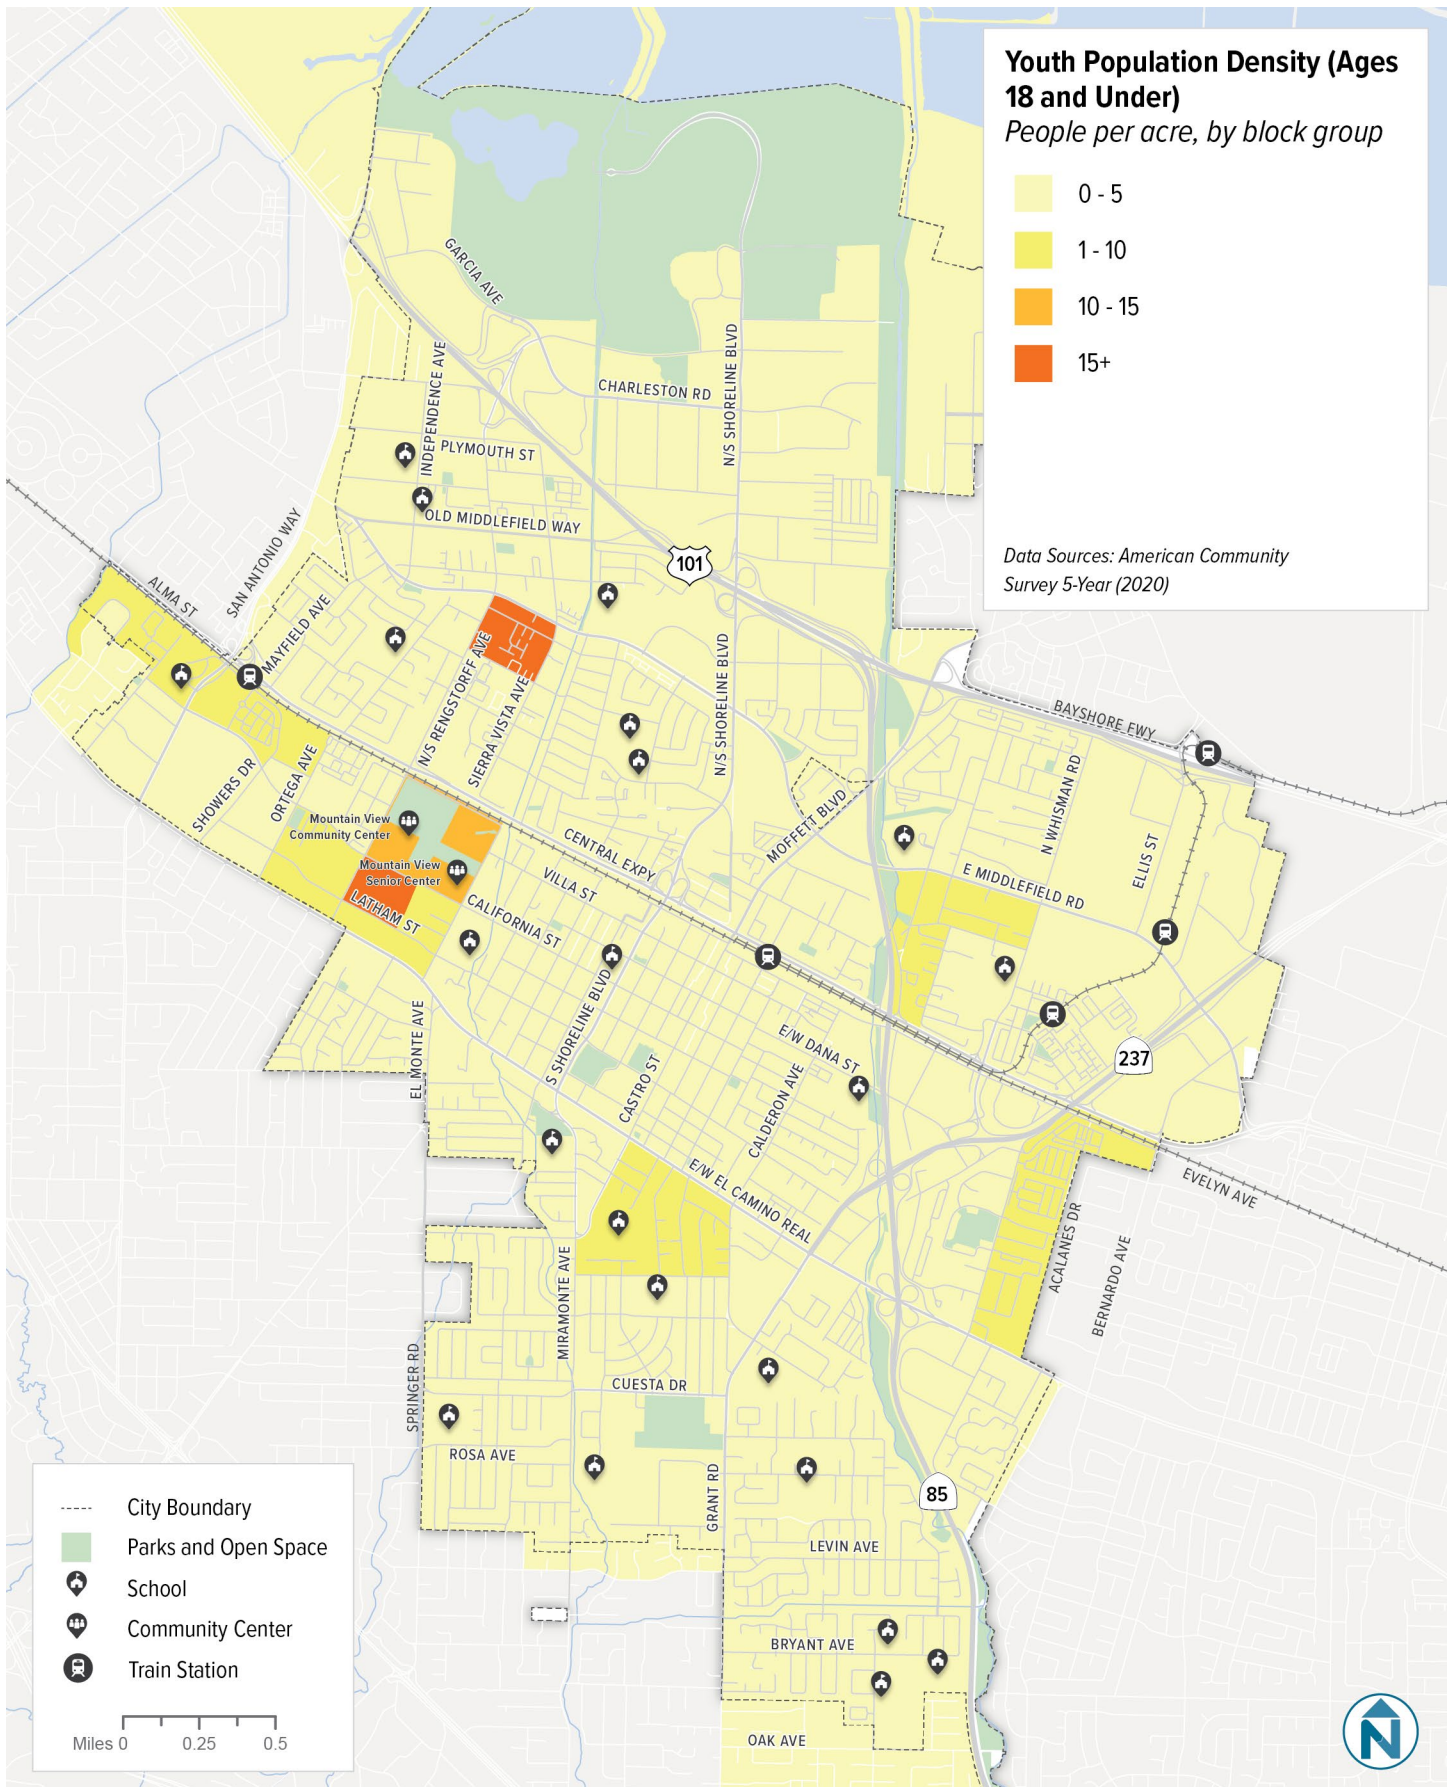 Youth Population Density (Ages
18 and Under)
People per acre, by block group
0 - 5
1 - 10
10 - 15
15+
Data Sources: American Community
Survey 5-Year (2020)
GARCIA AVE
INDEPENDENCE AVE
CHARLESTON RD
N/S SHORELINE BLVD
PLYMOUTH ST
OLD MIDDLEFIELD WAY
SAN ANTONIO WAY
101
ALMA ST
MAYFIELD AVE
N/S RENGSTORFF AVE
SIERRA VISTA AVE
N/S SHORELINE BLVD
BAYSHORE FWY
SHOWERS DR
ORTEGA AVE
Mountain View
Community Center
Mountain View
Senior Center
LATHAM ST
CALIFORNIA ST
VILLA ST
CENTRAL EXPY
MOFFETT BLVD
N WHISMAN RD
ELLIS ST
E MIDDLEFIELD RD
EL MONTE AVE
S SHORELINE BLVD
CASTRO ST
E/W DANA ST
CALDERON AVE
237
E/W EL CAMINO REAL
EVELYN AVE
ACALANES DR
BERNARDO AVE
MIRAMONTE AVE
SPRINGER RD
CUESTA DR
ROSA AVE
GRANT RD
85
LEVIN AVE
BRYANT AVE
OAK AVE
City Boundary
Parks and Open Space
School
Community Center
Train Station
Miles 0 0.25 0.5
N